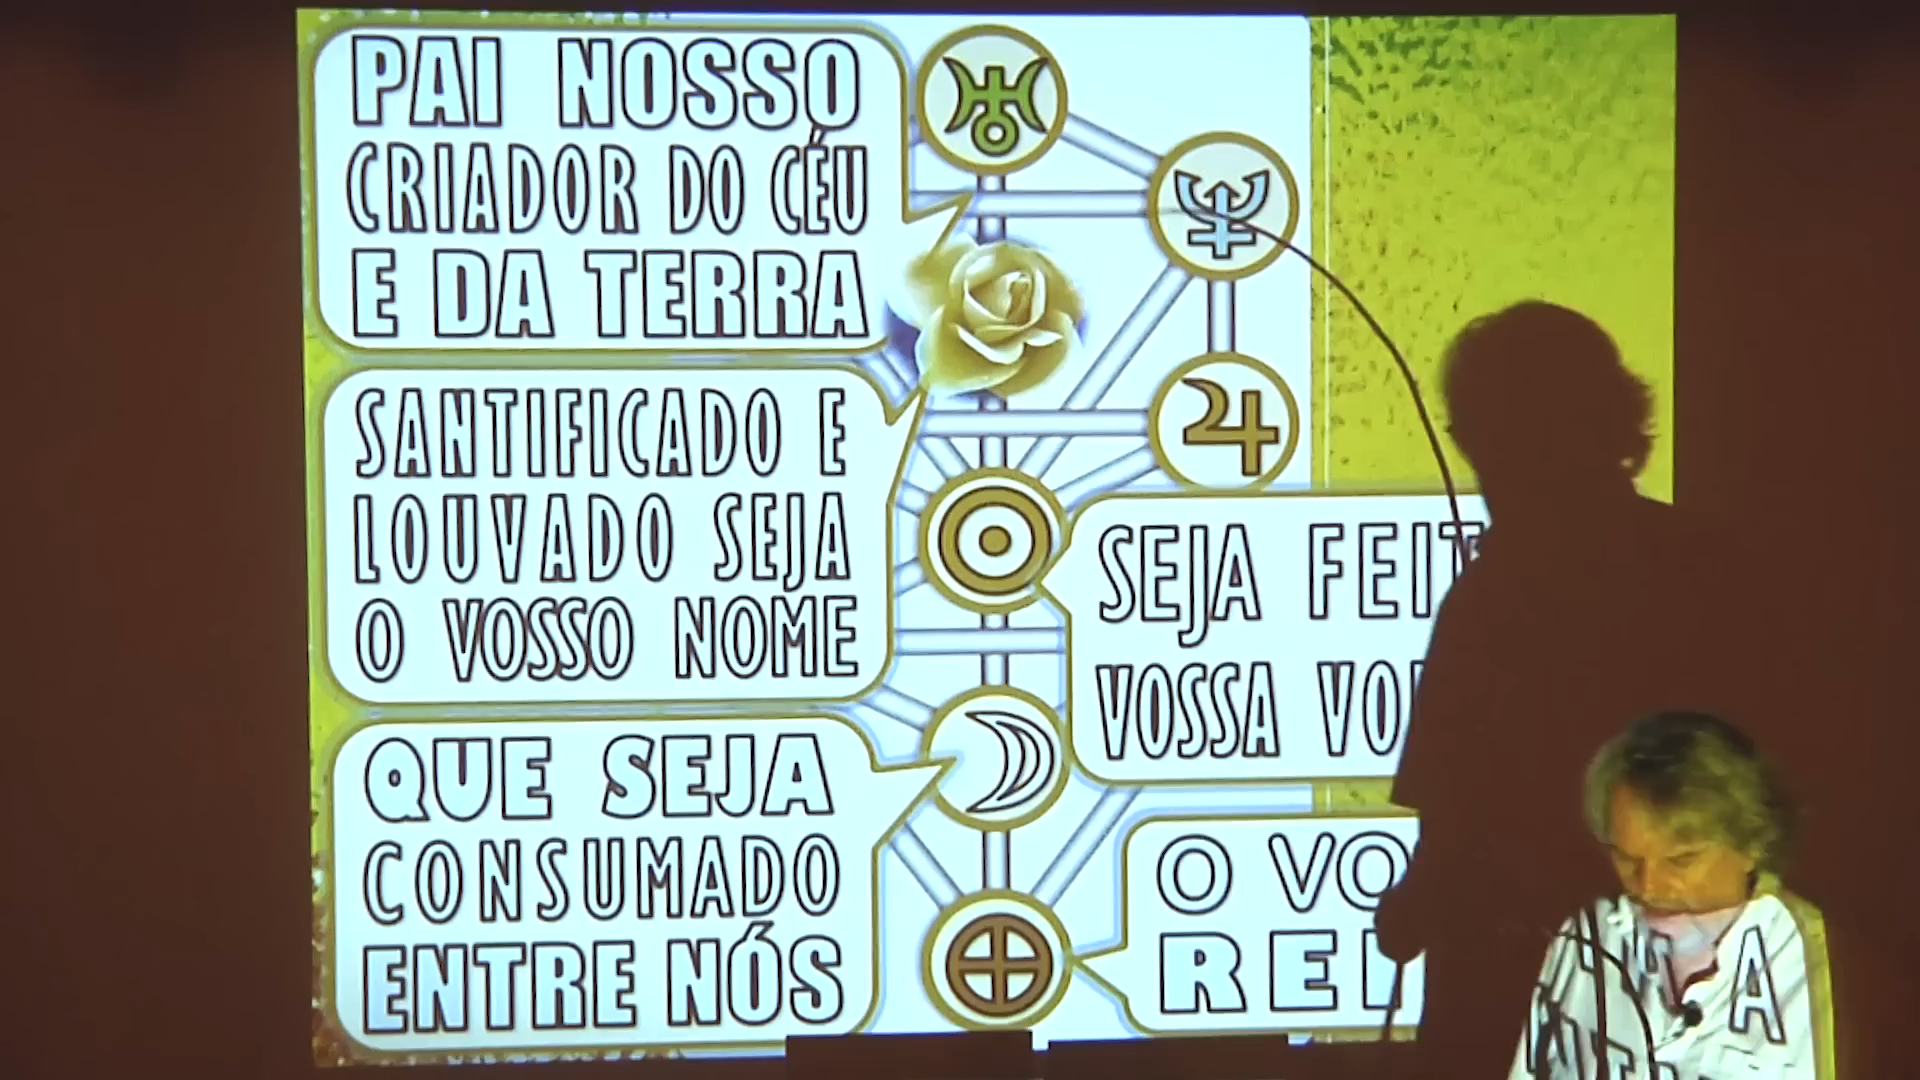 PAI NOSSO
CRIADOR DO CÉU
E DA TERRA
SANTIFICADO E
LOUVADO SEJA
O VOSSO NOME
QUE SEJA
CONSUMADO
ENTRE NÓS
SEJA
VOSSA
O